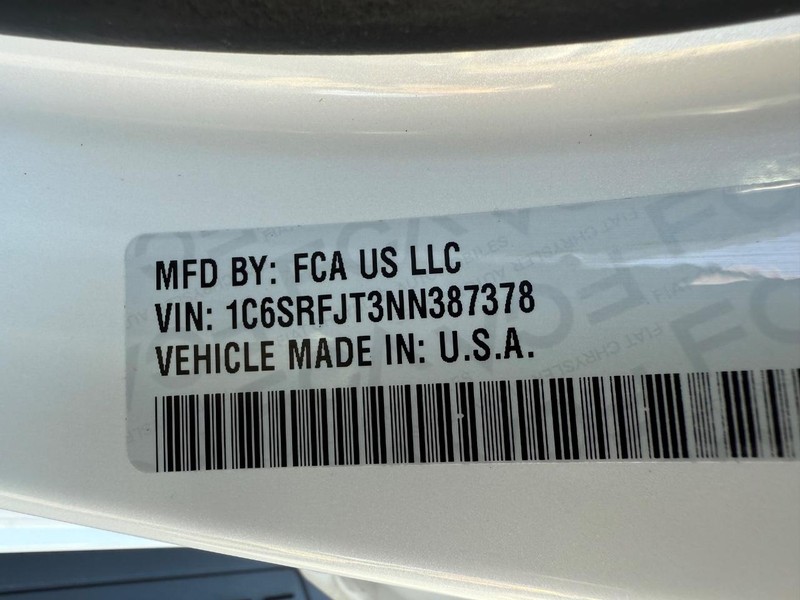 MFD BY: FCA US LLC
VIN: 1C6SRFJT3NN387378
VEHICLE MADE IN: U.S.A.